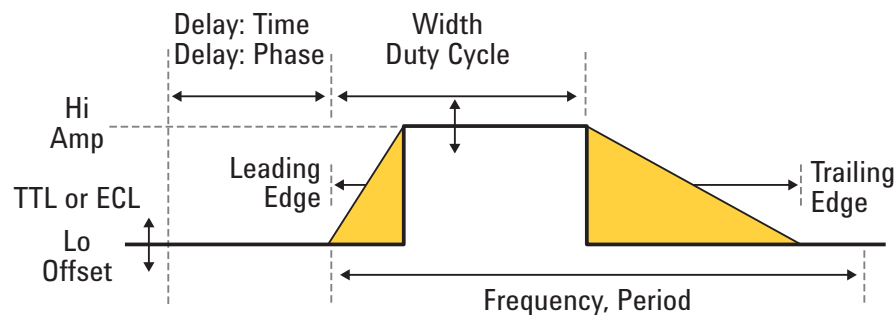 Delay: Time
Delay: Phase
Width
Duty Cycle
Hi
Amp
Leading
Edge
Trailing
Edge
TTL or ECL
Lo
Offset
Frequency, Period